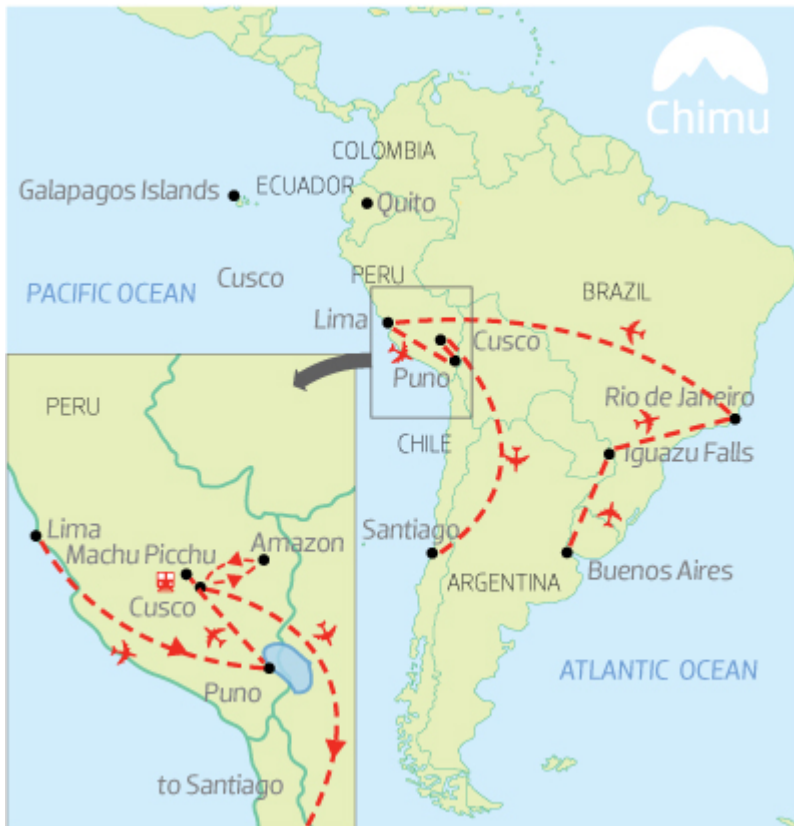 Chimu
COLOMBIA
ECUADOR
Galapagos Islands
Quito
PERU
Cusco
PACIFIC OCEAN
BRAZIL
Lima
Cusco
Puno
Rio de Janeiro
PERU
CHILE
Iguazu Falls
Lima
Santiago
Machu Picchu
Amazon
Buenos Aires
ARGENTINA
Cusco
ATLANTIC OCEAN
Puno
to Santiago